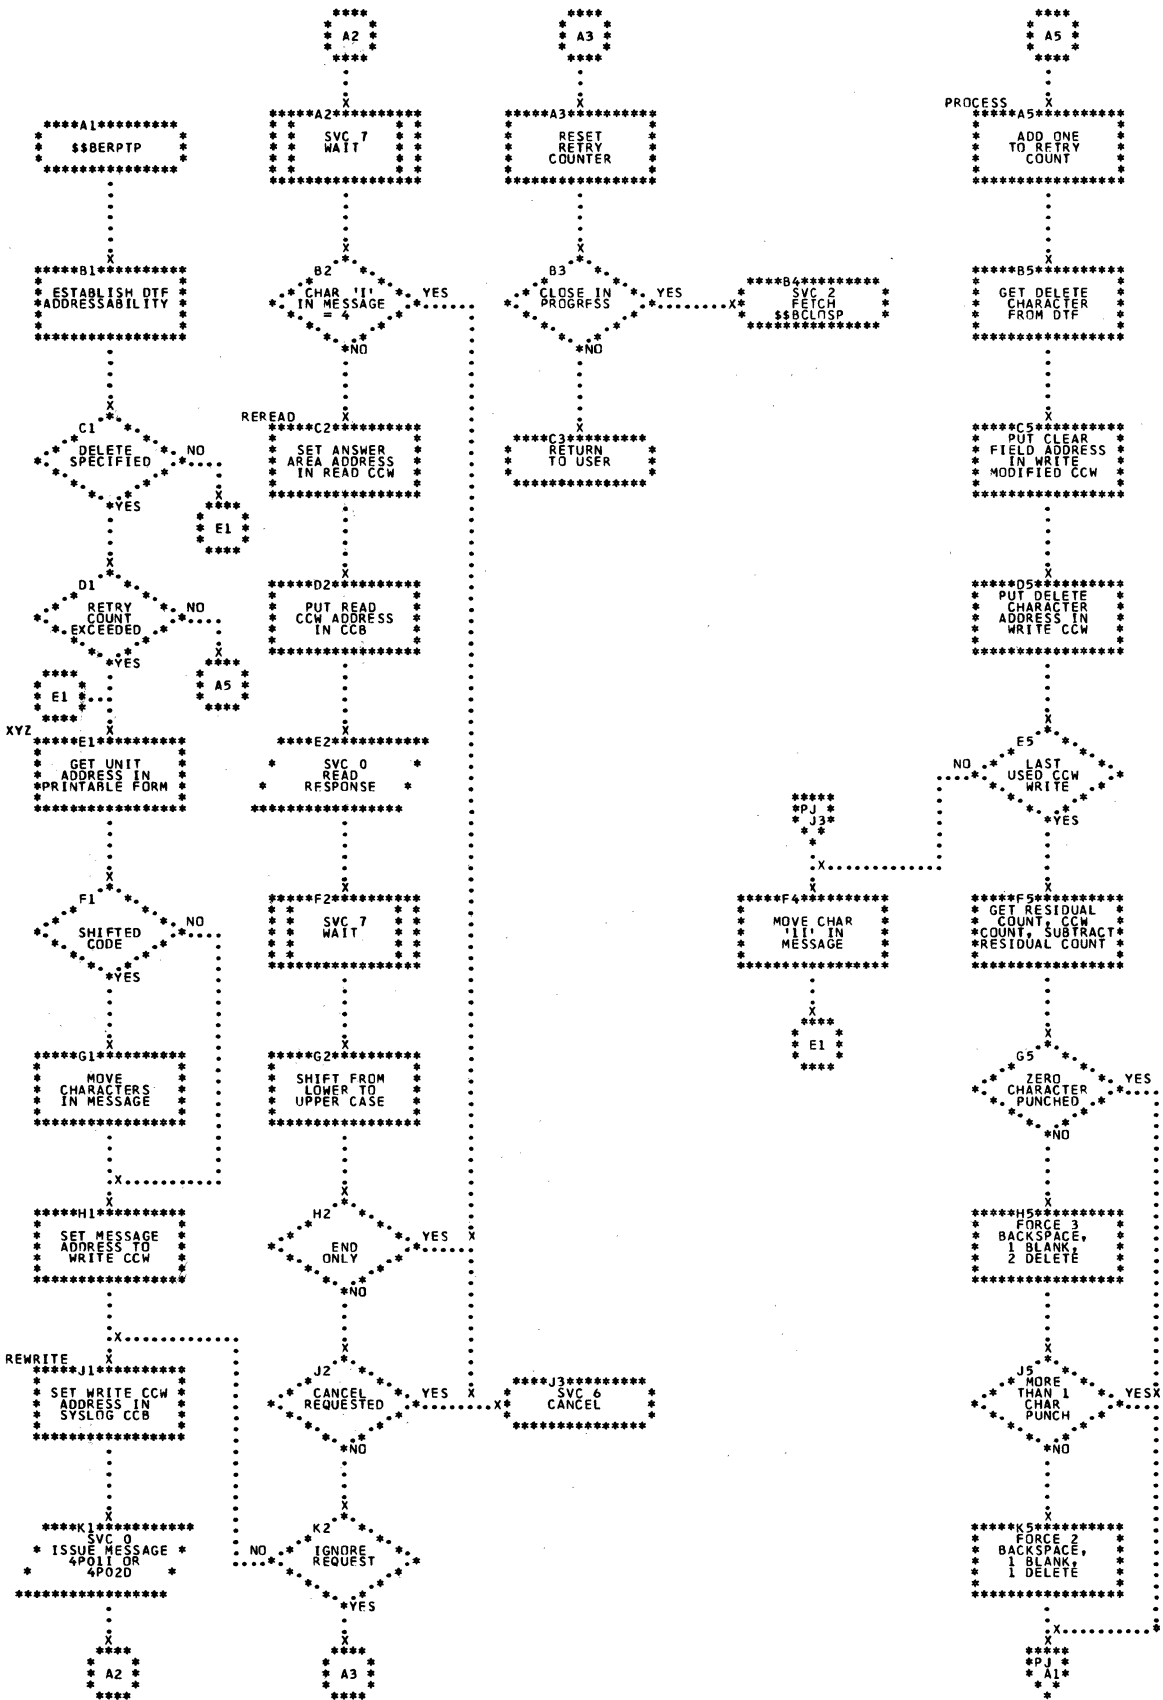 A2
A3
A5
A1
$$BERPTP
A2
SVC 7
WAIT
A3
RESET
RETRY
COUNTER
PROCESS
A5
ADD ONE
TO RETRY
COUNT
B1
ESTABLISH DTF
ADDRESSABILITY
B2
CHAR 'I'
IN MESSAGE
= 4
YES
NO
B3
CLOSE IN
PROGRESS
YES
NO
B4
SVC 2
FETCH
$$BCLOSP
B5
GET DELETE
CHARACTER
FROM DTF
C1
DELETE
SPECIFIED
NO
YES
E1
REREAD
C2
SET ANSWER
AREA ADDRESS
IN READ CCW
C3
RETURN
TO USER
C5
PUT CLEAR
FIELD ADDRESS
IN WRITE
MODIFIED CCW
D1
RETRY
COUNT
EXCEEDED
NO
YES
A5
D2
PUT READ
CCW ADDRESS
IN CCB
D5
PUT DELETE
CHARACTER
ADDRESS IN
WRITE CCW
E1
XYZ
E1
GET UNIT
ADDRESS IN
PRINTABLE FORM
E2
SVC 0
READ
RESPONSE
E5
LAST
USED CCW
WRITE
NO
YES
PJ
J3
F1
SHIFTED
CODE
NO
YES
F2
SVC 7
WAIT
F4
MOVE CHAR
'II' IN
MESSAGE
F5
GET RESIDUAL
COUNT, CCW
COUNT, SUBTRACT
RESIDUAL COUNT
E1
G1
MOVE
CHARACTERS
IN MESSAGE
G2
SHIFT FROM
LOWER TO
UPPER CASE
G5
ZERO
CHARACTER
PUNCHED
YES
NO
H1
SET MESSAGE
ADDRESS TO
WRITE CCW
H2
END
ONLY
YES
NO
H5
FORCE 3
BACKSPACE,
1 BLANK,
2 DELETE
REWRITE
J1
SET WRITE CCW
ADDRESS IN
SYSLOG CCB
J2
CANCEL
REQUESTED
YES
NO
J3
SVC 6
CANCEL
J5
MORE
THAN 1
CHAR
PUNCH
YES
NO
K1
SVC 0
ISSUE MESSAGE
4P01I OR
4P02D
K2
IGNORE
REQUEST
NO
YES
K5
FORCE 2
BACKSPACE,
1 BLANK,
1 DELETE
A2
A3
PJ
A1